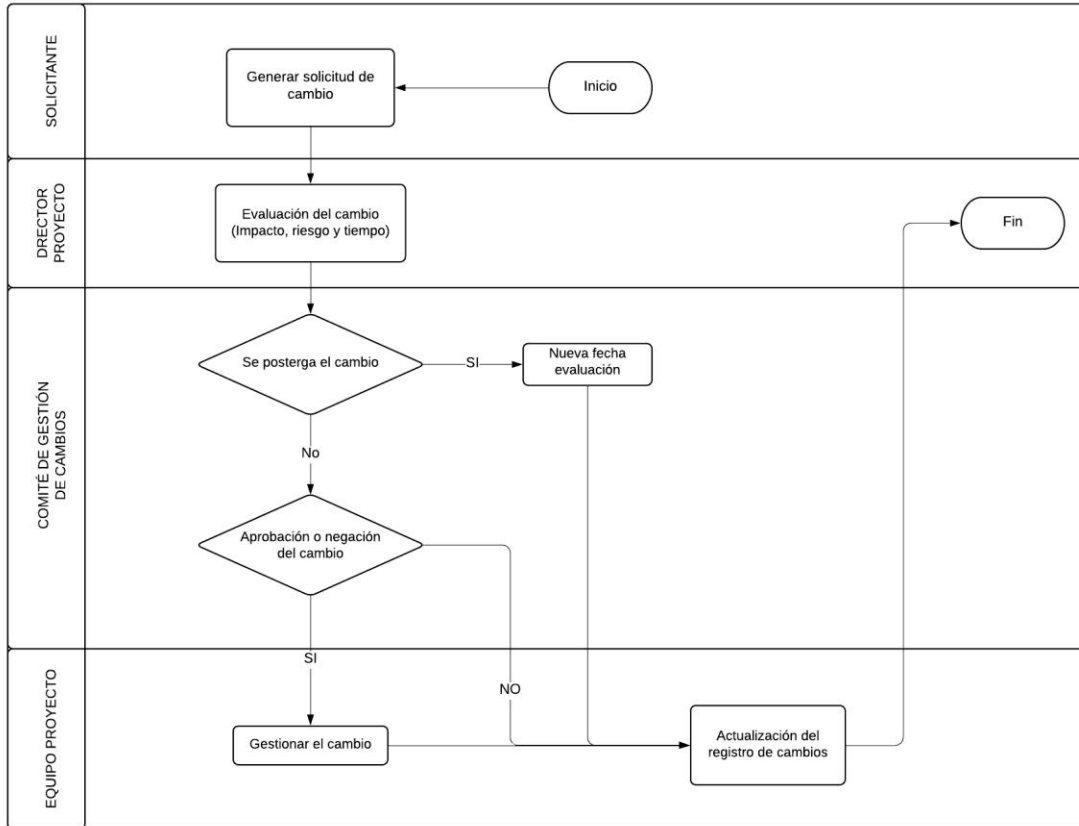 SOLICITANTE
Generar solicitud de
cambio
Inicio
DRECTOR
PROYECTO
Evaluación del cambio
(Impacto, riesgo y tiempo)
Fin
COMITÉ DE GESTIÓN
DE CAMBIOS
Se posterga el cambio
SI
Nueva fecha
evaluación
No
Aprobación o negación
del cambio
SI
NO
EQUIPO PROYECTO
Gestionar el cambio
Actualización del
registro de cambios